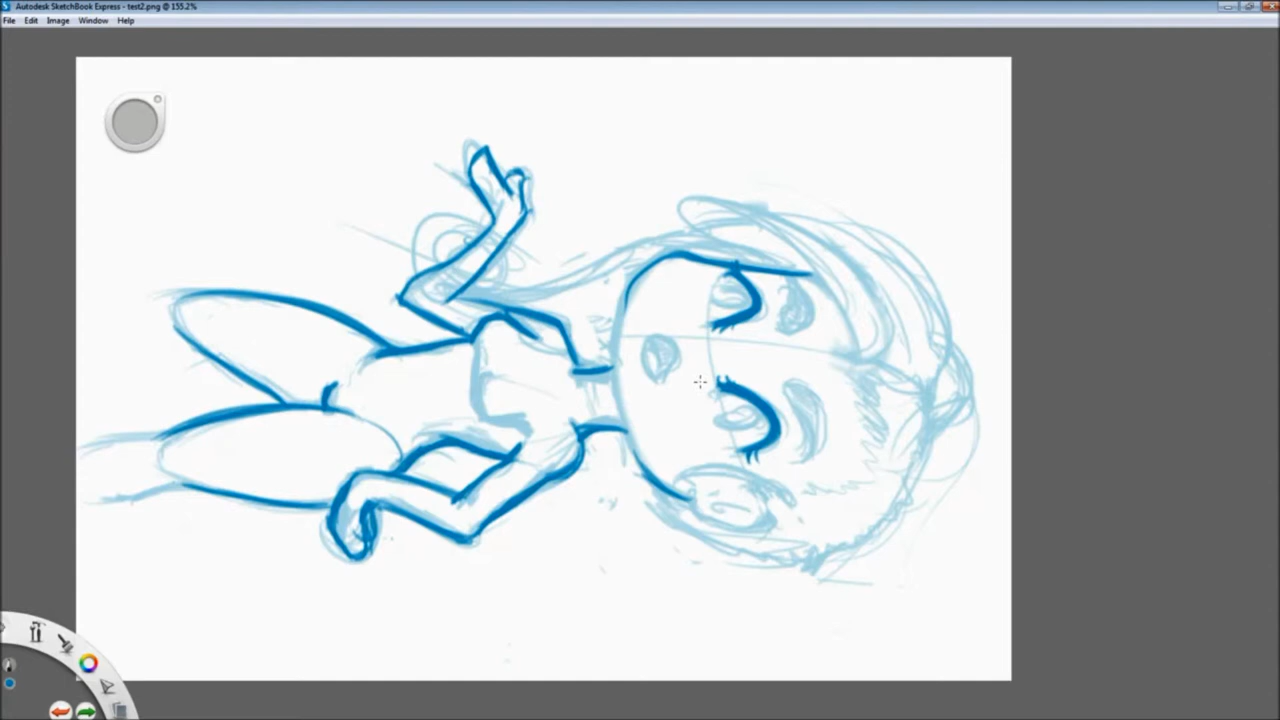 Autodesk SketchBook Express - test2.png @ 155.2%
File Edit Image Window Help